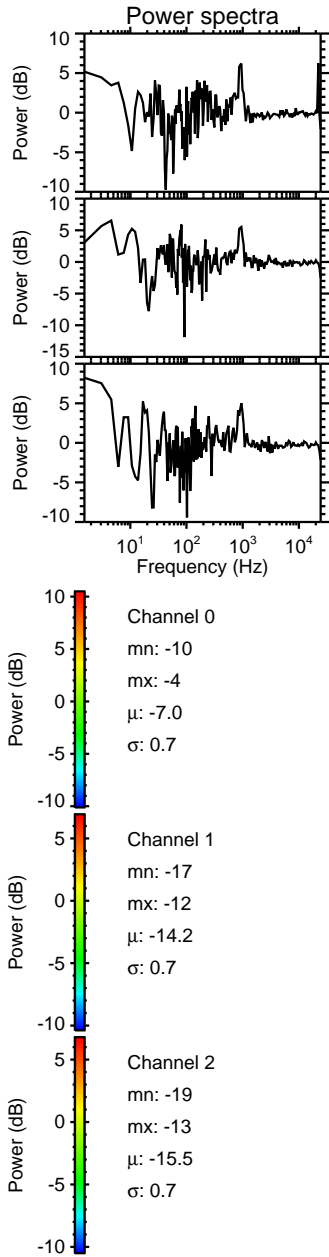 Power spectra
Power (dB)
10
5
0
-5
-10
Power (dB)
10
5
0
-5
-10
-15
Power (dB)
10
5
0
-5
-10
10¹ 10² 10³ 10⁴
Frequency (Hz)
Power (dB)
10
5
0
-5
-10
Channel 0
mn: -10
mx: -4
μ: -7.0
σ: 0.7
Power (dB)
5
0
-5
-10
Channel 1
mn: -17
mx: -12
μ: -14.2
σ: 0.7
Power (dB)
5
0
-5
-10
Channel 2
mn: -19
mx: -13
μ: -15.5
σ: 0.7